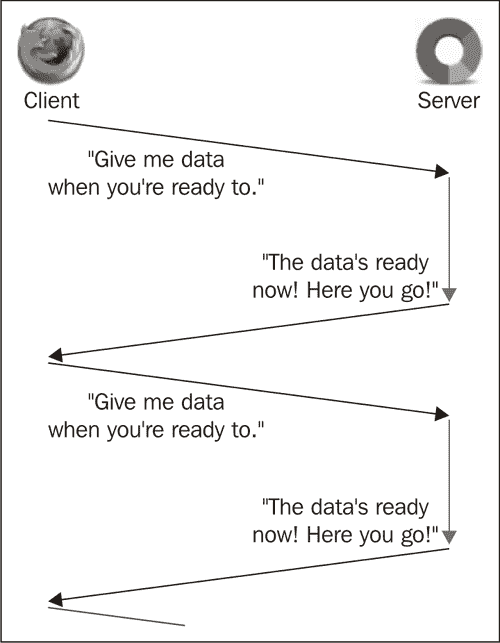 Client
Server
"Give me data
when you're ready to."
"The data's ready
now! Here you go!"
"Give me data
when you're ready to."
"The data's ready
now! Here you go!"